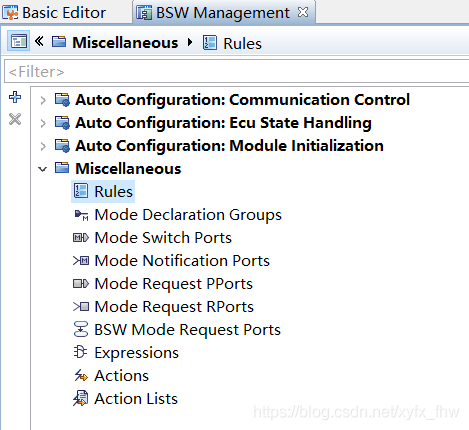 Basic Editor
BSW Management
Miscellaneous Rules
<Filter>
Auto Configuration: Communication Control
Auto Configuration: Ecu State Handling
Auto Configuration: Module Initialization
Miscellaneous
Rules
Mode Declaration Groups
Mode Switch Ports
Mode Notification Ports
Mode Request PPorts
Mode Request RPorts
BSW Mode Request Ports
Expressions
Actions
Action Lists
https://blog.csdn.net/xyfx_fhw